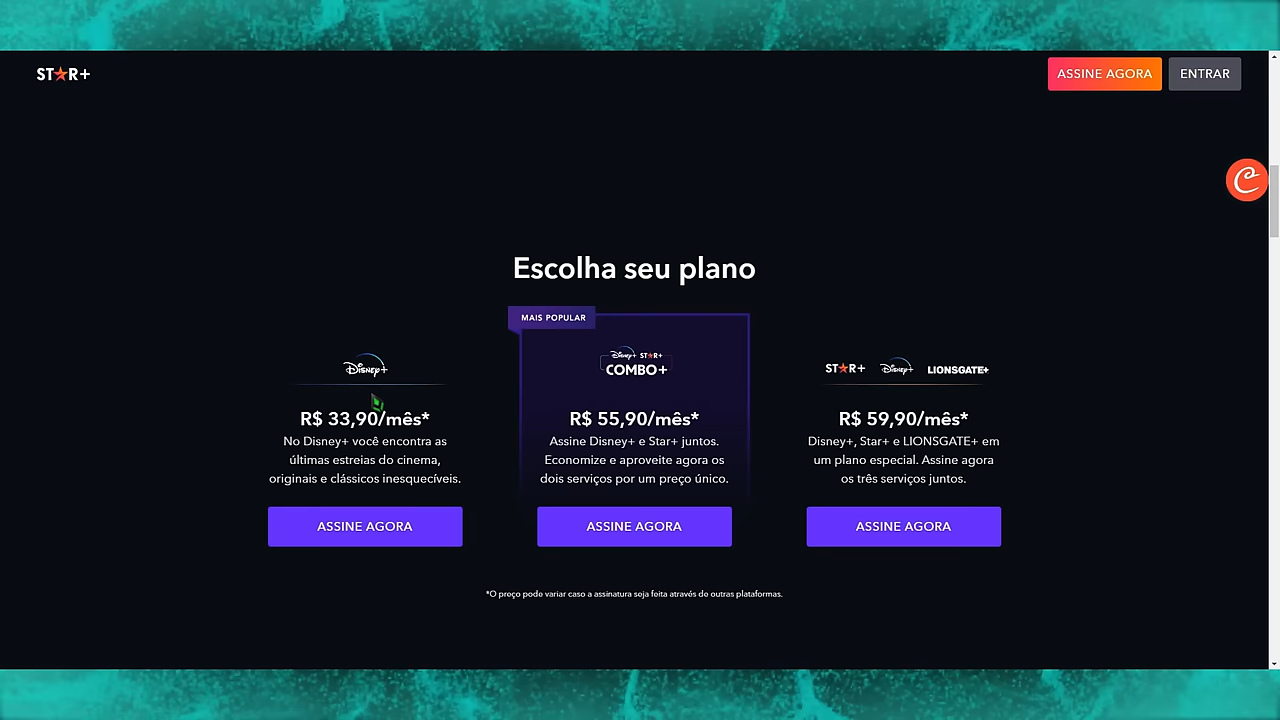 ST★R+
ASSINE AGORA
ENTRAR
Escolha seu plano
MAIS POPULAR
Disney+
R$ 33,90/mês*
No Disney+ você encontra as
últimas estreias do cinema,
originais e clássicos inesquecíveis.
ASSINE AGORA
Disney+ ST★R+
COMBO+
R$ 55,90/mês*
Assine Disney+ e Star+ juntos.
Economize e aproveite agora os
dois serviços por um preço único.
ASSINE AGORA
ST★R+ Disney+ LIONSGATE+
R$ 59,90/mês*
Disney+, Star+ e LIONSGATE+ em
um plano especial. Assine agora
os três serviços juntos.
ASSINE AGORA
*O preço pode variar caso a assinatura seja feita através de outras plataformas.